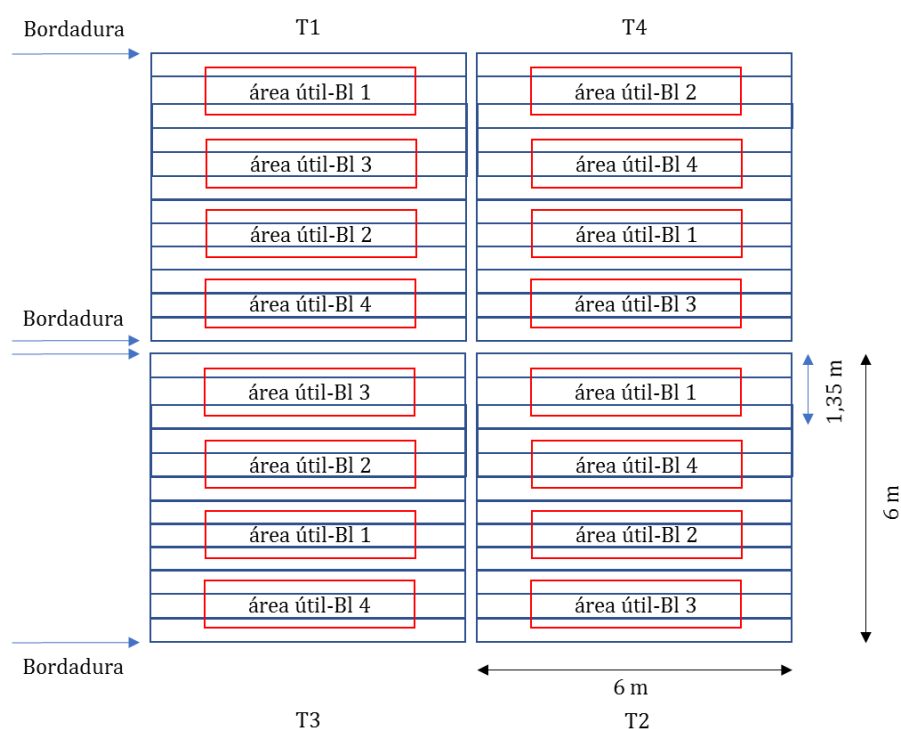 Bordadura
T1
T4
área útil-Bl 1
área útil-Bl 2
área útil-Bl 3
área útil-Bl 4
área útil-Bl 2
área útil-Bl 1
área útil-Bl 4
área útil-Bl 3
Bordadura
área útil-Bl 3
área útil-Bl 1
1,35 m
área útil-Bl 2
área útil-Bl 4
6 m
área útil-Bl 1
área útil-Bl 2
área útil-Bl 4
área útil-Bl 3
Bordadura
6 m
T3
T2